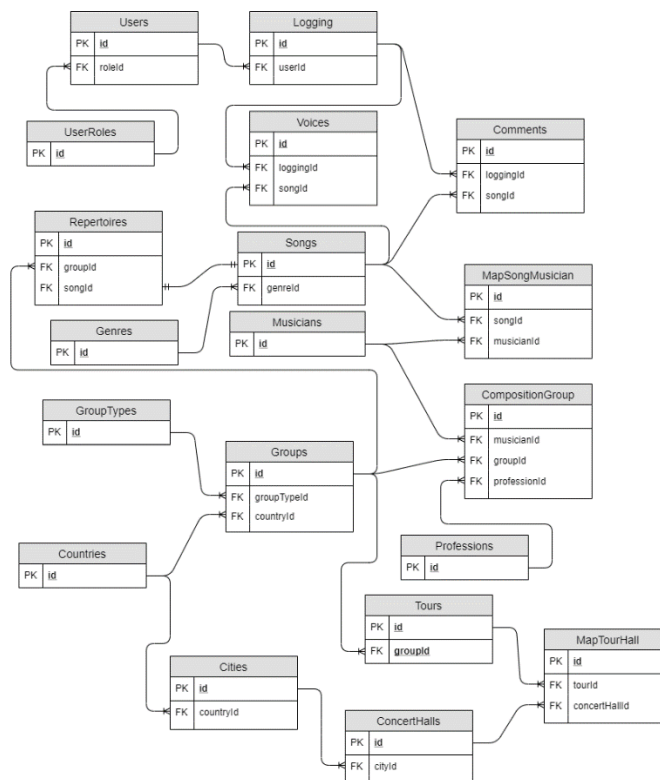 Users
PK id
FK roleId
Logging
PK id
FK userId
UserRoles
PK id
Voices
PK id
FK loggingId
FK songId
Comments
PK id
FK loggingId
FK songId
Repertoires
PK id
FK groupId
FK songId
Songs
PK id
FK genreId
MapSongMusician
PK id
FK songId
FK musicianId
Genres
PK id
Musicians
PK id
CompositionGroup
PK id
FK musicianId
FK groupId
FK professionId
GroupTypes
PK id
Groups
PK id
FK groupTypeId
FK countryId
Countries
PK id
Professions
PK id
Tours
PK id
FK groupId
MapTourHall
PK id
FK tourId
FK concertHallId
Cities
PK id
FK countryId
ConcertHalls
PK id
FK cityId